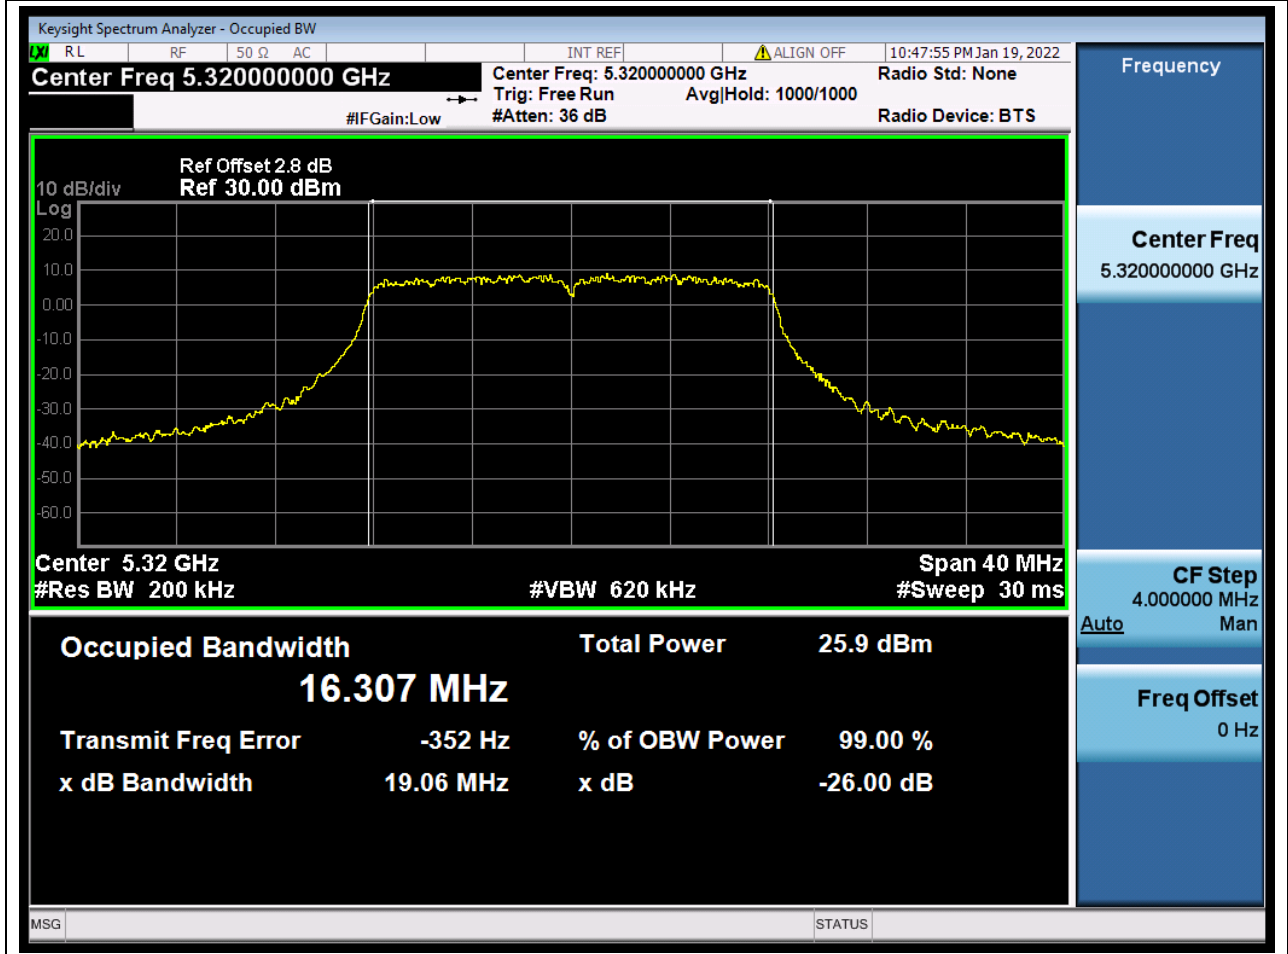 Keysight Spectrum Analyzer - Occupied BW
LXI RL RF 50 Ω AC INT REF ALIGN OFF 10:47:55 PM Jan 19, 2022
Center Freq 5.320000000 GHz
Center Freq: 5.320000000 GHz
Radio Std: None
Trig: Free Run Avg|Hold: 1000/1000
#IFGain:Low
#Atten: 36 dB
Radio Device: BTS
Ref Offset 2.8 dB
10 dB/div Ref 30.00 dBm
Log
20.0
10.0
0.00
-10.0
-20.0
-30.0
-40.0
-50.0
-60.0
Center 5.32 GHz
Span 40 MHz
#Res BW 200 kHz
#VBW 620 kHz
#Sweep 30 ms
Occupied Bandwidth
Total Power 25.9 dBm
16.307 MHz
Transmit Freq Error -352 Hz
% of OBW Power 99.00 %
x dB Bandwidth 19.06 MHz
x dB -26.00 dB
Frequency
Center Freq
5.320000000 GHz
CF Step
4.000000 MHz
Auto Man
Freq Offset
0 Hz
MSG
STATUS